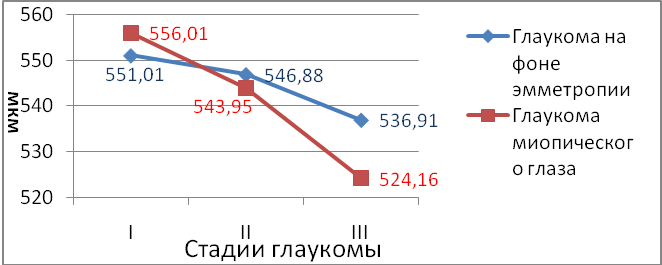 560
550
540
530
520
мкм
556,01
551,01
546,88
543,95
536,91
524,16
I
II
III
Стадии глаукомы
Глаукома на
фоне
эмметропии
Глаукома
миопическог
о глаза